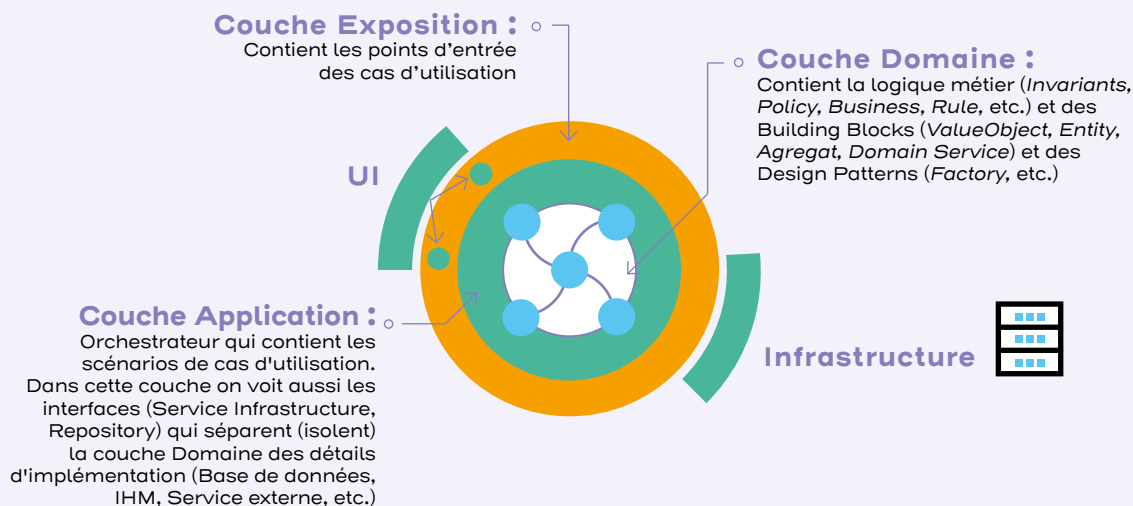 Couche Exposition :
Contient les points d’entrée
des cas d’utilisation
Couche Domaine :
Contient la logique métier (Invariants,
Policy, Business, Rule, etc.) et des
Building Blocks (ValueObject, Entity,
Agregat, Domain Service) et des
Design Patterns (Factory, etc.)
UI
Couche Application :
Orchestrateur qui contient les
scénarios de cas d'utilisation.
Dans cette couche on voit aussi les
interfaces (Service Infrastructure,
Repository) qui séparent (isolent)
la couche Domaine des détails
d'implémentation (Base de données,
IHM, Service externe, etc.)
Infrastructure